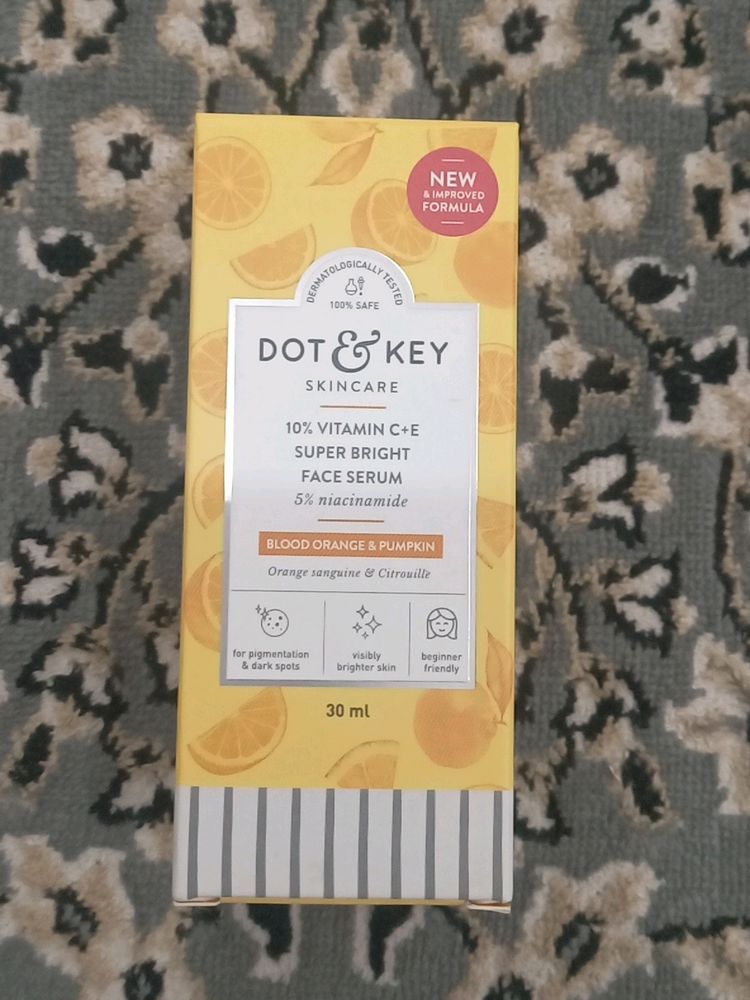 NEW
& IMPROVED
FORMULA
DERMATOLOGICALLY TESTED
100% SAFE
DOT & KEY
SKINCARE
10% VITAMIN C+E
SUPER BRIGHT
FACE SERUM
5% niacinamide
BLOOD ORANGE & PUMPKIN
Orange sanguine & Citrouille
for pigmentation
& dark spots
visibly
brighter skin
beginner
friendly
30 ml